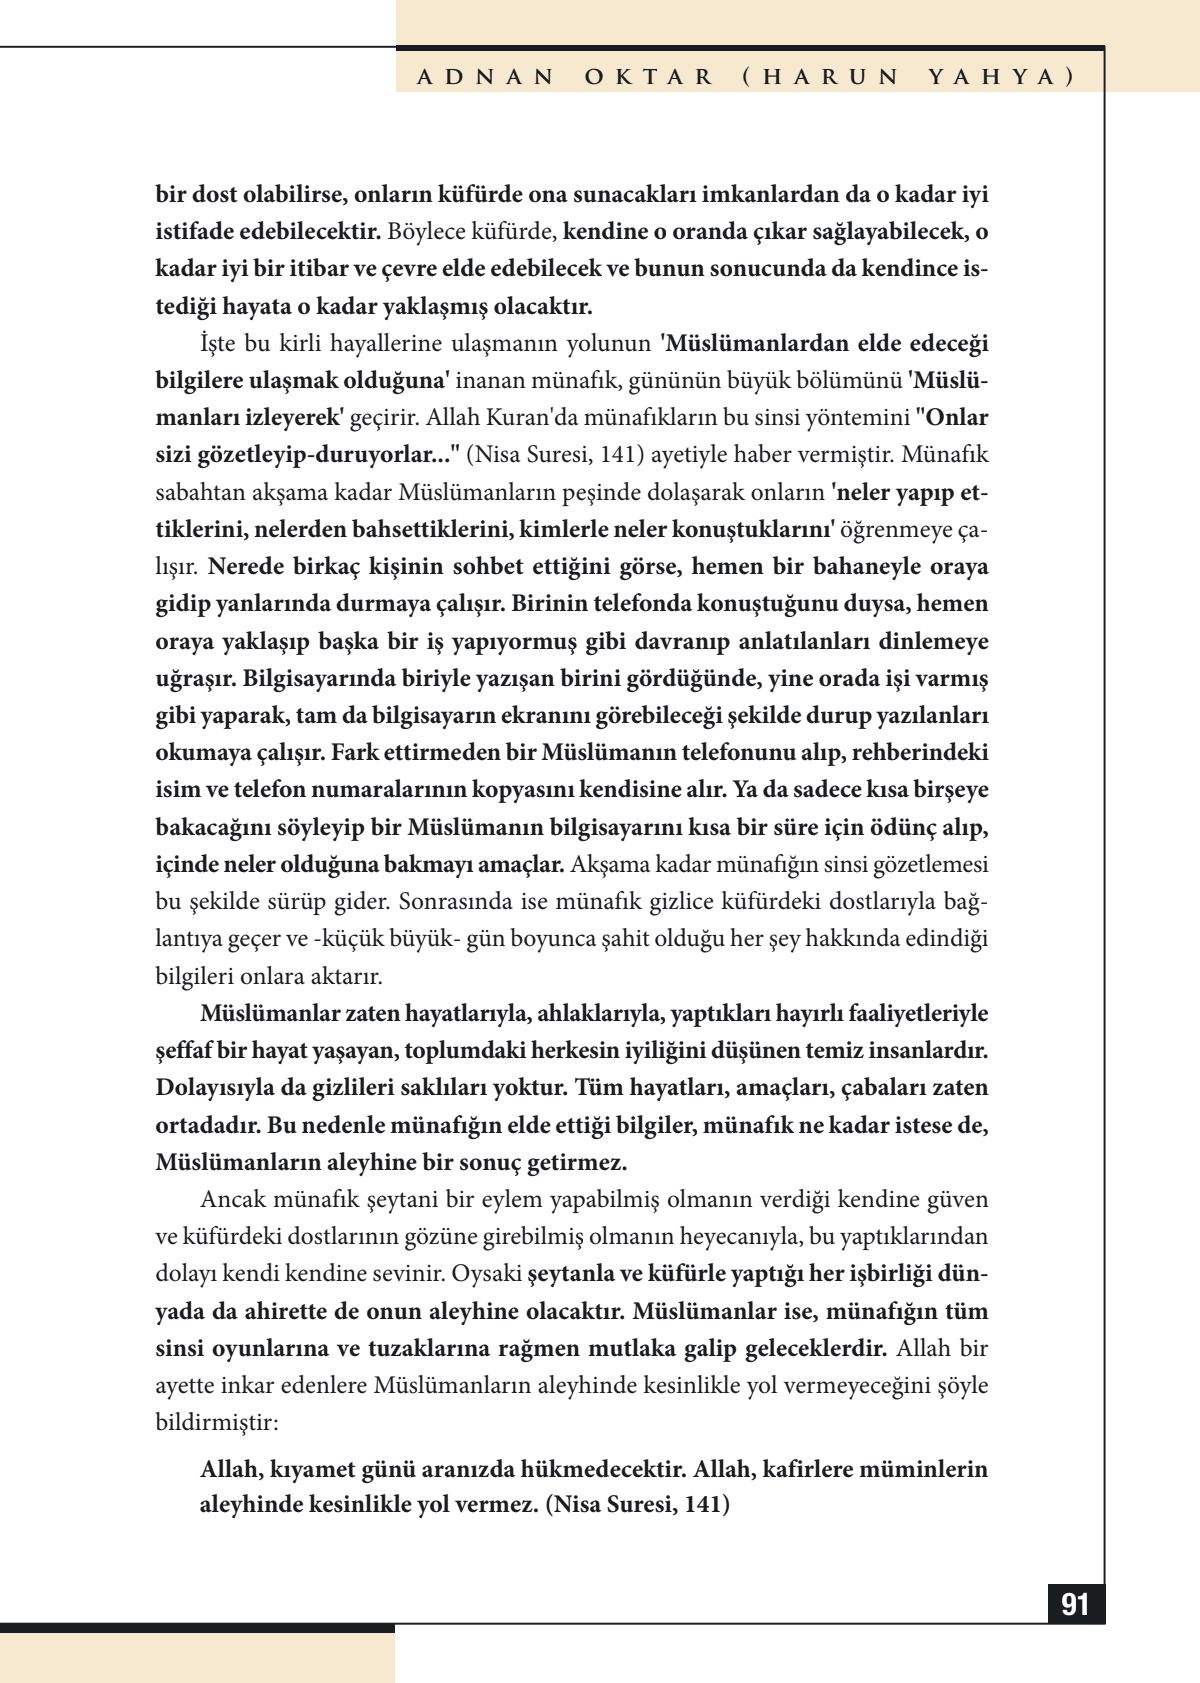 ADNAN OKTAR (HARUN YAHYA)
bir dost olabilirse, onların küfürde ona sunacakları imkanlardan da o kadar iyi
istifade edebilecektir. Böylece küfürde, kendine o oranda çıkar sağlayabilecek, o
kadar iyi bir itibar ve çevre elde edebilecek ve bunun sonucunda da kendince is-
tediği hayata o kadar yaklaşmış olacaktır.
İşte bu kirli hayallerine ulaşmanın yolunun 'Müslümanlardan elde edeceği
bilgilere ulaşmak olduğuna' inanan münafık, gününün büyük bölümünü 'Müslü-
manları izleyerek' geçirir. Allah Kuran'da münafıkların bu sinsi yöntemini "Onlar
sizi gözetleyip-duruyorlar..." (Nisa Suresi, 141) ayetiyle haber vermiştir. Münafık
sabahtan akşama kadar Müslümanların peşinde dolaşarak onların 'neler yapıp et-
tiklerini, nelerden bahsettiklerini, kimlerle neler konuştuklarını' öğrenmeye ça-
lışır. Nerede birkaç kişinin sohbet ettiğini görse, hemen bir bahaneyle oraya
gidip yanlarında durmaya çalışır. Birinin telefonda konuştuğunu duysa, hemen
oraya yaklaşıp başka bir iş yapıyormuş gibi davranıp anlatılanları dinlemeye
uğraşır. Bilgisayarında biriyle yazışan birini gördüğünde, yine orada işi varmış
gibi yaparak, tam da bilgisayarın ekranını görebileceği şekilde durup yazılanları
okumaya çalışır. Fark ettirmeden bir Müslümanın telefonunu alıp, rehberindeki
isim ve telefon numaralarının kopyasını kendisine alır. Ya da sadece kısa birşeye
bakacağını söyleyip bir Müslümanın bilgisayarını kısa bir süre için ödünç alıp,
içinde neler olduğuna bakmayı amaçlar. Akşama kadar münafığın sinsi gözetlemesi
bu şekilde sürüp gider. Sonrasında ise münafık gizlice küfürdeki dostlarıyla bağ-
lantıya geçer ve -küçük büyük- gün boyunca şahit olduğu her şey hakkında edindiği
bilgileri onlara aktarır.
Müslümanlar zaten hayatlarıyla, ahlaklarıyla, yaptıkları hayırlı faaliyetleriyle
şeffaf bir hayat yaşayan, toplumdaki herkesin iyiliğini düşünen temiz insanlardır.
Dolayısıyla da gizlileri saklıları yoktur. Tüm hayatları, amaçları, çabaları zaten
ortadadır. Bu nedenle münafığın elde ettiği bilgiler, münafık ne kadar istese de,
Müslümanların aleyhine bir sonuç getirmez.
Ancak münafık şeytani bir eylem yapabilmiş olmanın verdiği kendine güven
ve küfürdeki dostlarının gözüne girebilmiş olmanın heyecanıyla, bu yaptıklarından
dolayı kendi kendine sevinir. Oysaki şeytanla ve küfürle yaptığı her işbirliği dün-
yada da ahirette de onun aleyhine olacaktır. Müslümanlar ise, münafığın tüm
sinsi oyunlarına ve tuzaklarına rağmen mutlaka galip geleceklerdir. Allah bir
ayette inkar edenlere Müslümanların aleyhinde kesinlikle yol vermeyeceğini şöyle
bildirmiştir:
Allah, kıyamet günü aranızda hükmedecektir. Allah, kafirlere müminlerin
aleyhinde kesinlikle yol vermez. (Nisa Suresi, 141)
91